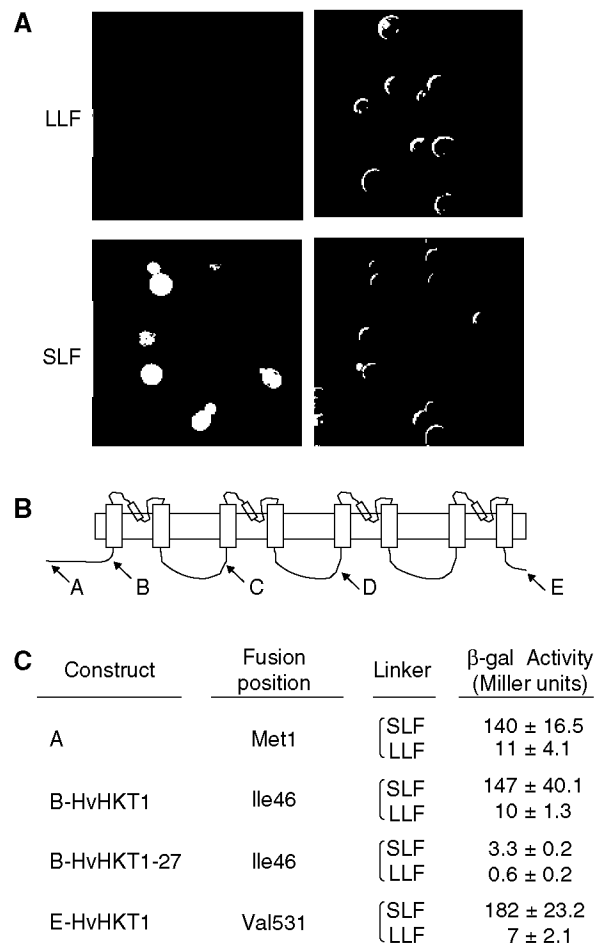 A
LLF
SLF
B
A B C D E
C
Construct Fusion position Linker β-gal Activity (Miller units)
A Met1 SLF 140 ± 16.5
LLF 11 ± 4.1
B-HvHKT1 Ile46 SLF 147 ± 40.1
LLF 10 ± 1.3
B-HvHKT1-27 Ile46 SLF 3.3 ± 0.2
LLF 0.6 ± 0.2
E-HvHKT1 Val531 SLF 182 ± 23.2
LLF 7 ± 2.1